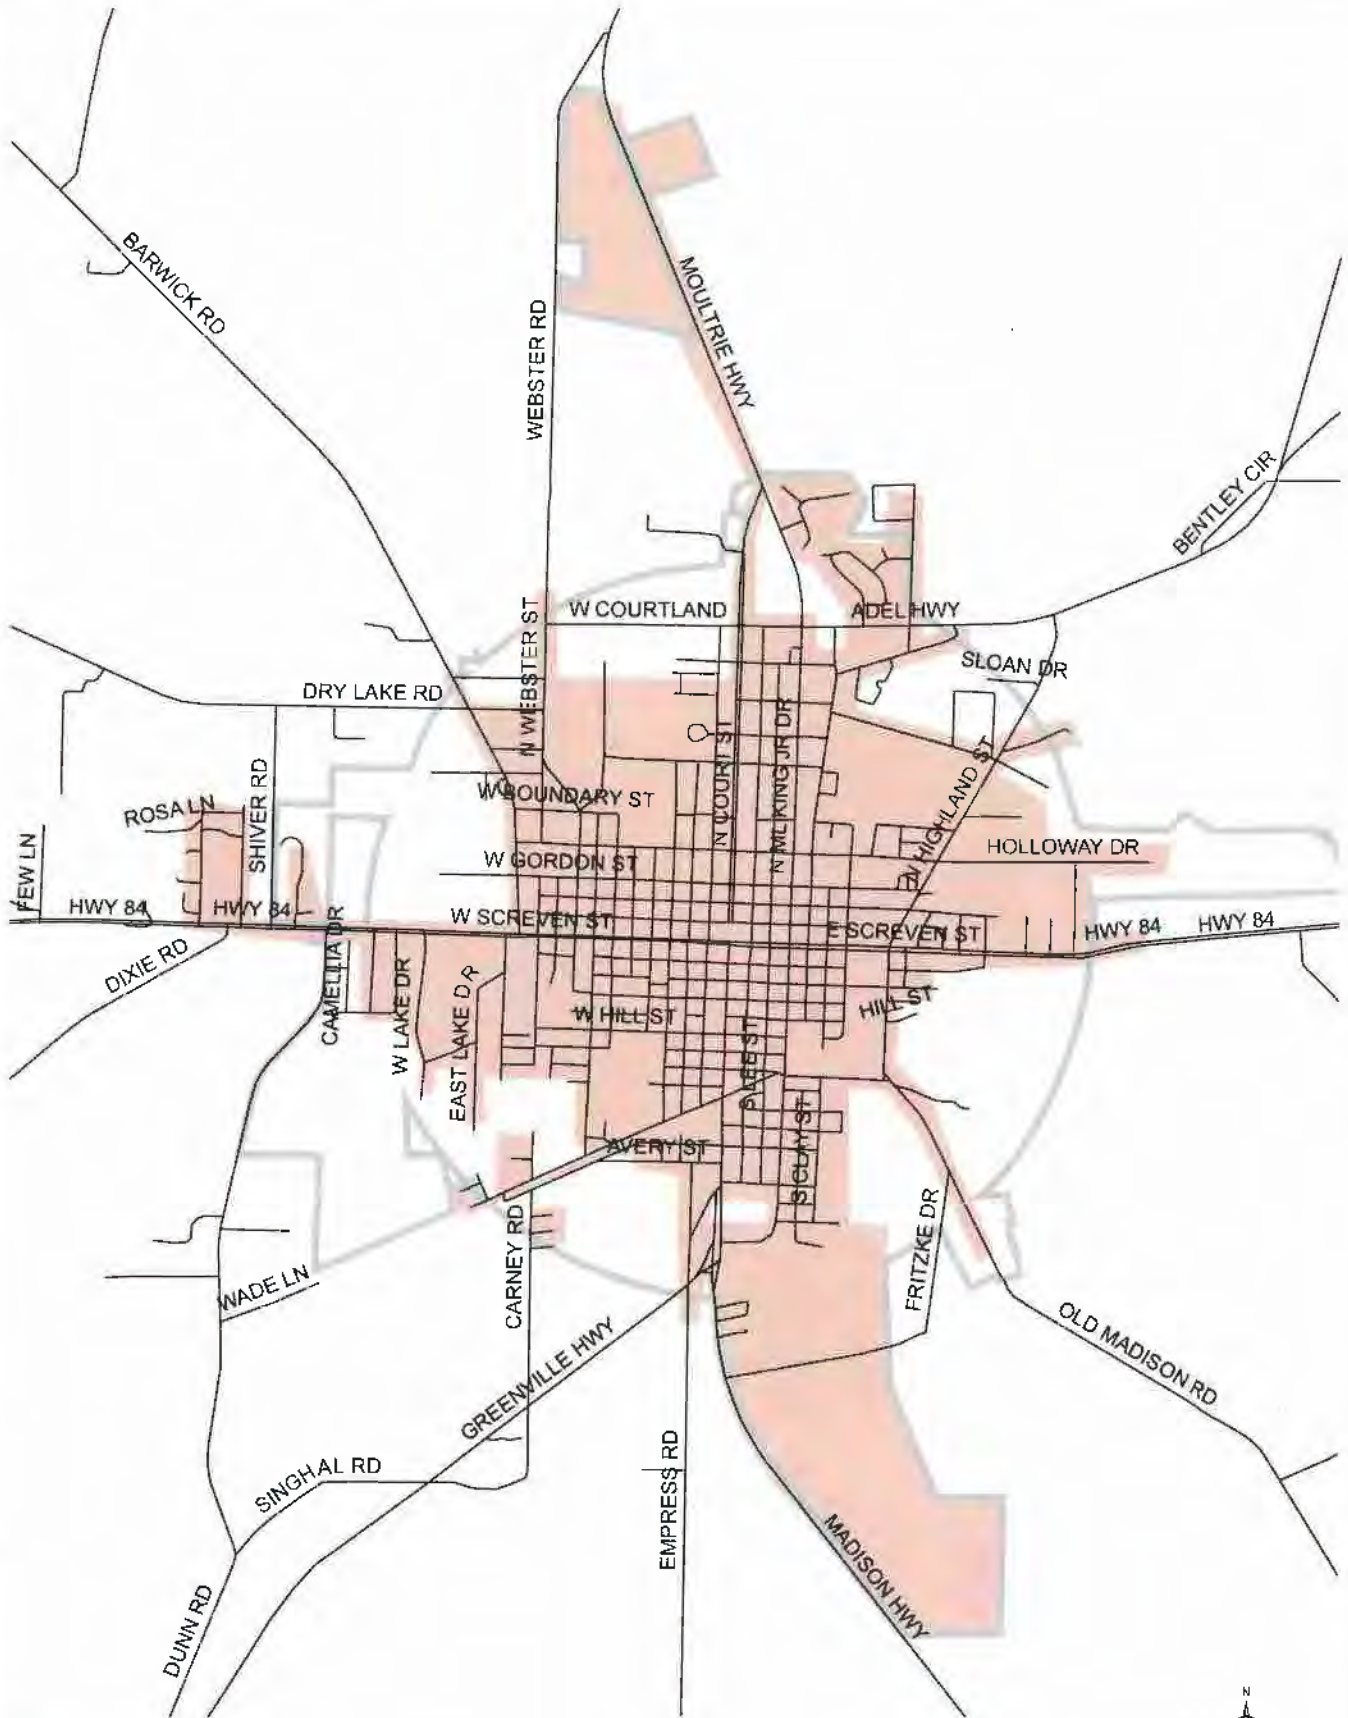 BARWICK RD
MOULTRIE HWY
WEBSTER RD
BENTLEY CIR
W COURTLAND
ADEL HWY
N WEBSTER ST
SLOAN DR
DRY LAKE RD
N COURT ST
N ML KING JR DR
W BOUNDARY ST
SHIVER RD
ROSA LN
N HIGHLAND ST
HOLLOWAY DR
W GORDON ST
FEW LN
HWY 84
HWY 84
W SCREVEN ST
E SCREVEN ST
HWY 84
HWY 84
DIXIE RD
CAMELLIA DR
W LAKE DR
EAST LAKE DR
W HILL ST
HILL ST
S LEE ST
S CLAY ST
AVERY ST
CARNEY RD
FRITZKE DR
WADE LN
OLD MADISON RD
GREENVILLE HWY
SINGHAL RD
EMPRESS RD
MADISON HWY
DUNN RD
N